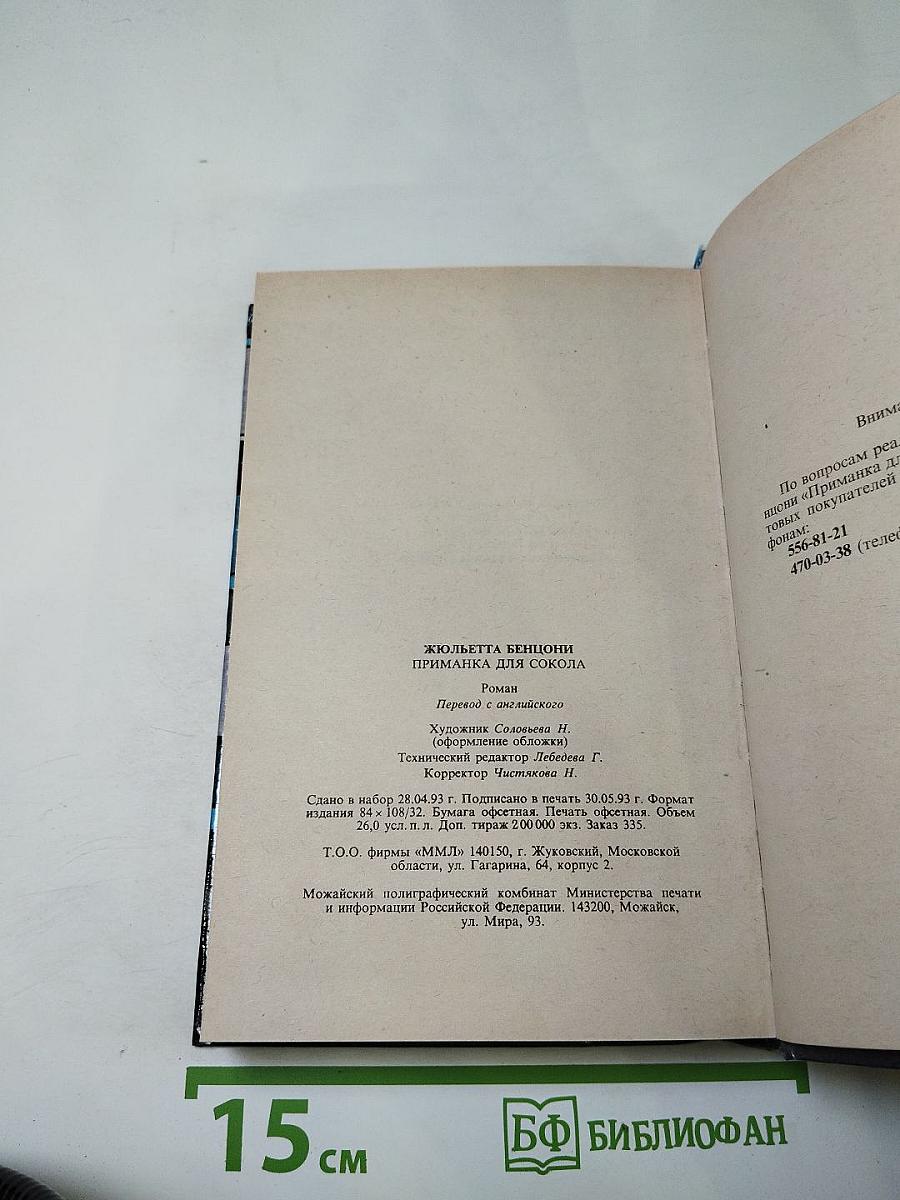 ЖЮЛЬЕТТА БЕНЦОНИ
ПРИМАНКА ДЛЯ СОКОЛА
Роман
Перевод с английского
Художник Соловьева Н.
(оформление обложки)
Технический редактор Лебедева Г.
Корректор Чистякова Н.
Сдано в набор 28.04.93 г. Подписано в печать 30.05.93 г. Формат
издания 84×108/32. Бумага офсетная. Печать офсетная. Объем
26,0 усл. п. л. Доп. тираж 200 000 экз. Заказ 335.
Т.О.О. фирмы «ММЛ» 140150, г. Жуковский, Московской
области, ул. Гагарина, 64, корпус 2.
Можайский полиграфический комбинат Министерства печати
и информации Российской Федерации. 143200, Можайск,
ул. Мира, 93.
Внима
По вопросам реал
нцони «Приманка дл
товых покупателей
фонам:
556-81-21
470-03-38 (телеф
15 см
БФ БИБЛИОФАН